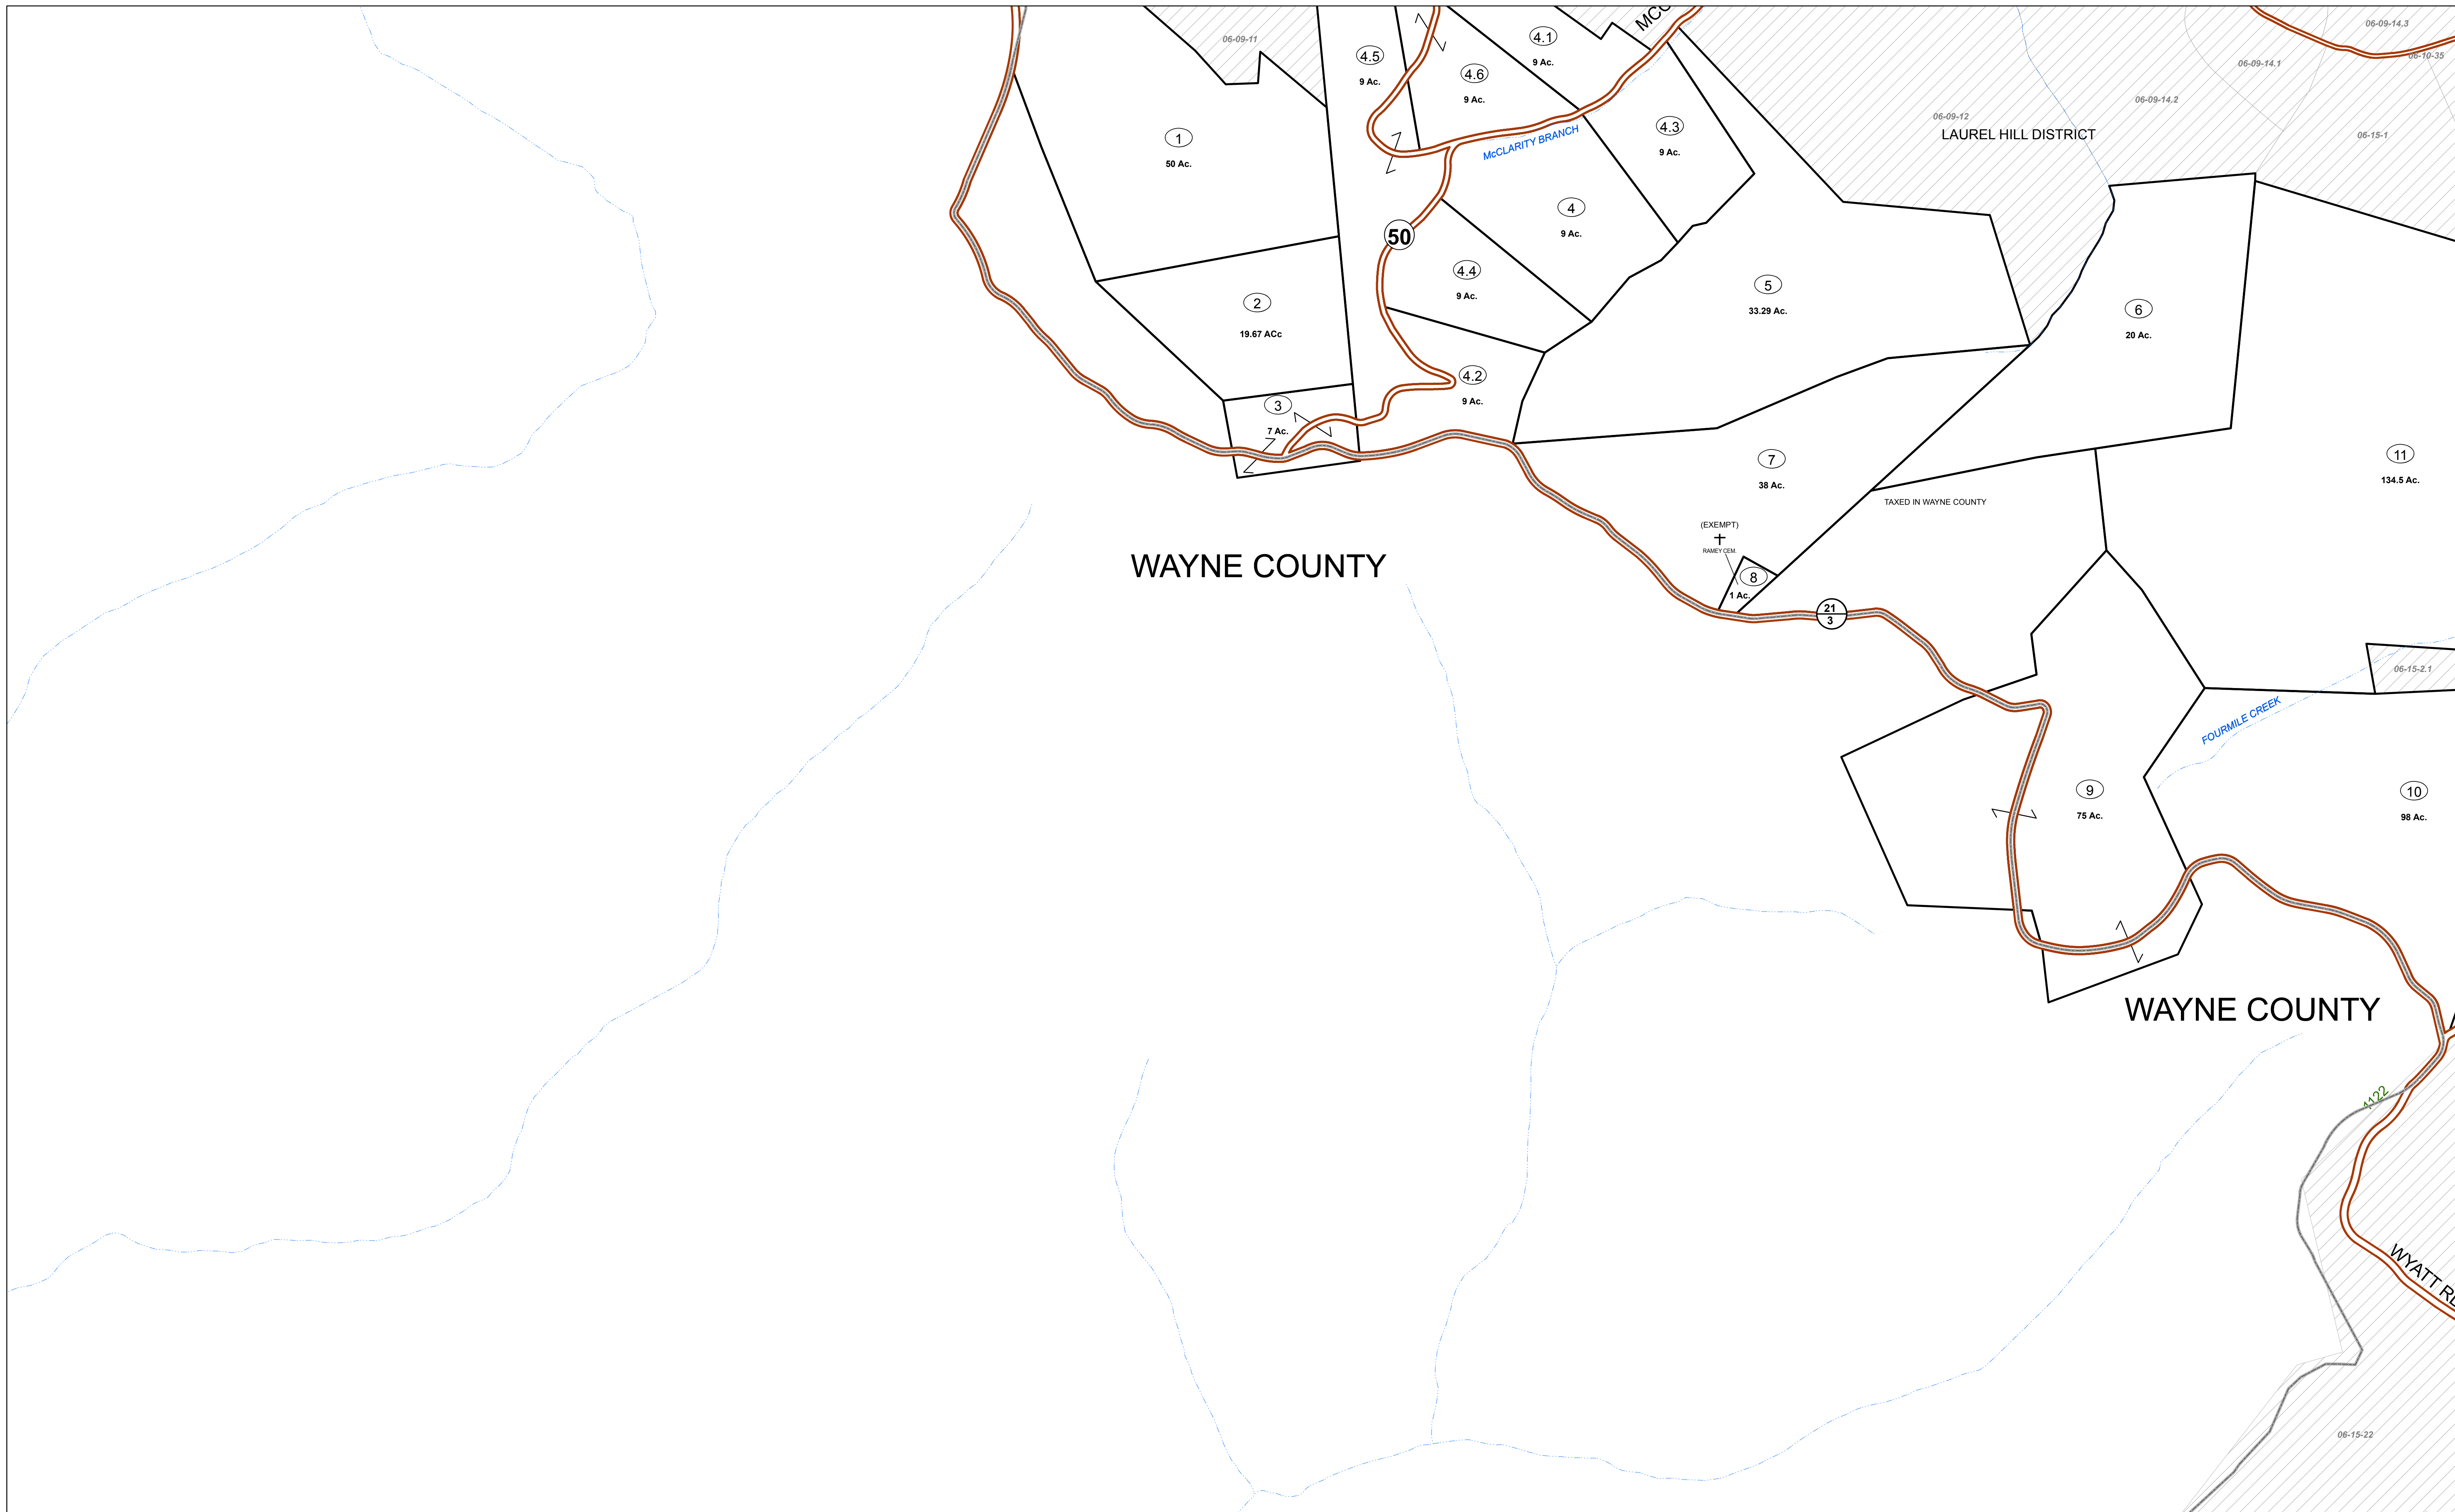 06-09-11
4.5
9 Ac.
4.6
9 Ac.
4.1
9 Ac.
06-09-14.3
06-10-35
06-09-14.1
06-09-14.2
06-09-12
LAUREL HILL DISTRICT
06-15-1
1
50 Ac.
McCLARITY BRANCH
4.3
9 Ac.
4
9 Ac.
50
4.4
9 Ac.
5
33.29 Ac.
6
20 Ac.
2
19.67 ACc
4.2
9 Ac.
3
7 Ac.
7
38 Ac.
11
134.5 Ac.
TAXED IN WAYNE COUNTY
(EXEMPT)
RAMEY CEM.
8
1 Ac.
WAYNE COUNTY
21
3
06-15-2.1
FOURMILE CREEK
9
75 Ac.
10
98 Ac.
WAYNE COUNTY
1122
WYATT
06-15-22